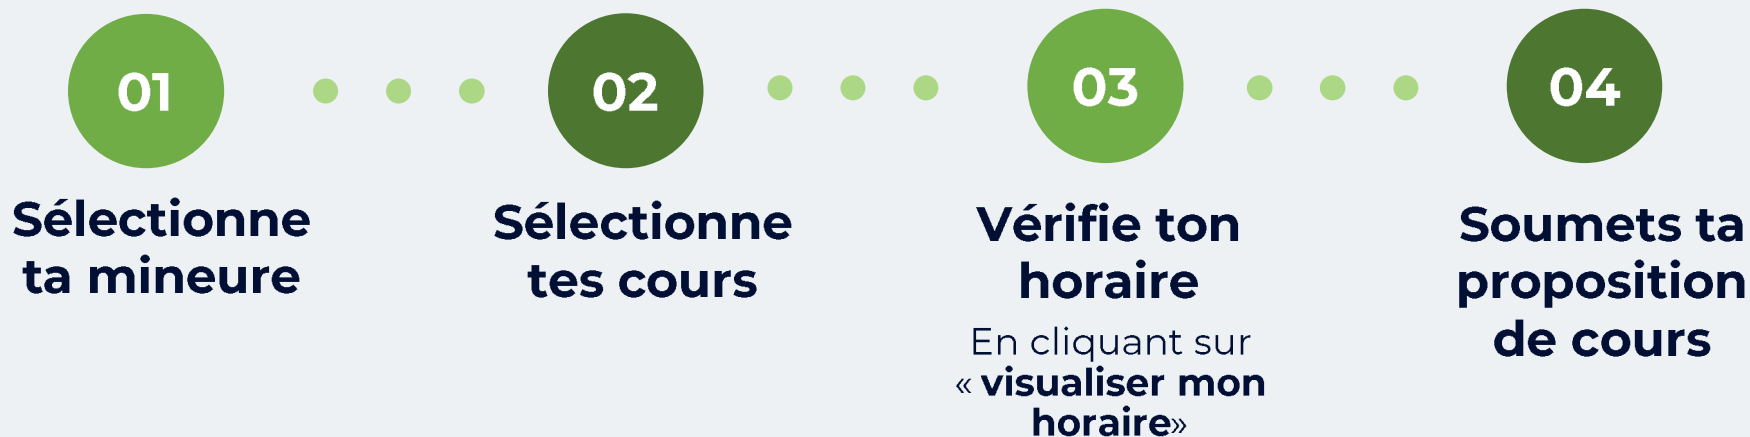 01
Sélectionne
ta mineure
02
Sélectionne
tes cours
03
Vérifie ton
horaire
En cliquant sur
« visualiser mon
horaire»
04
Soumets ta
proposition
de cours